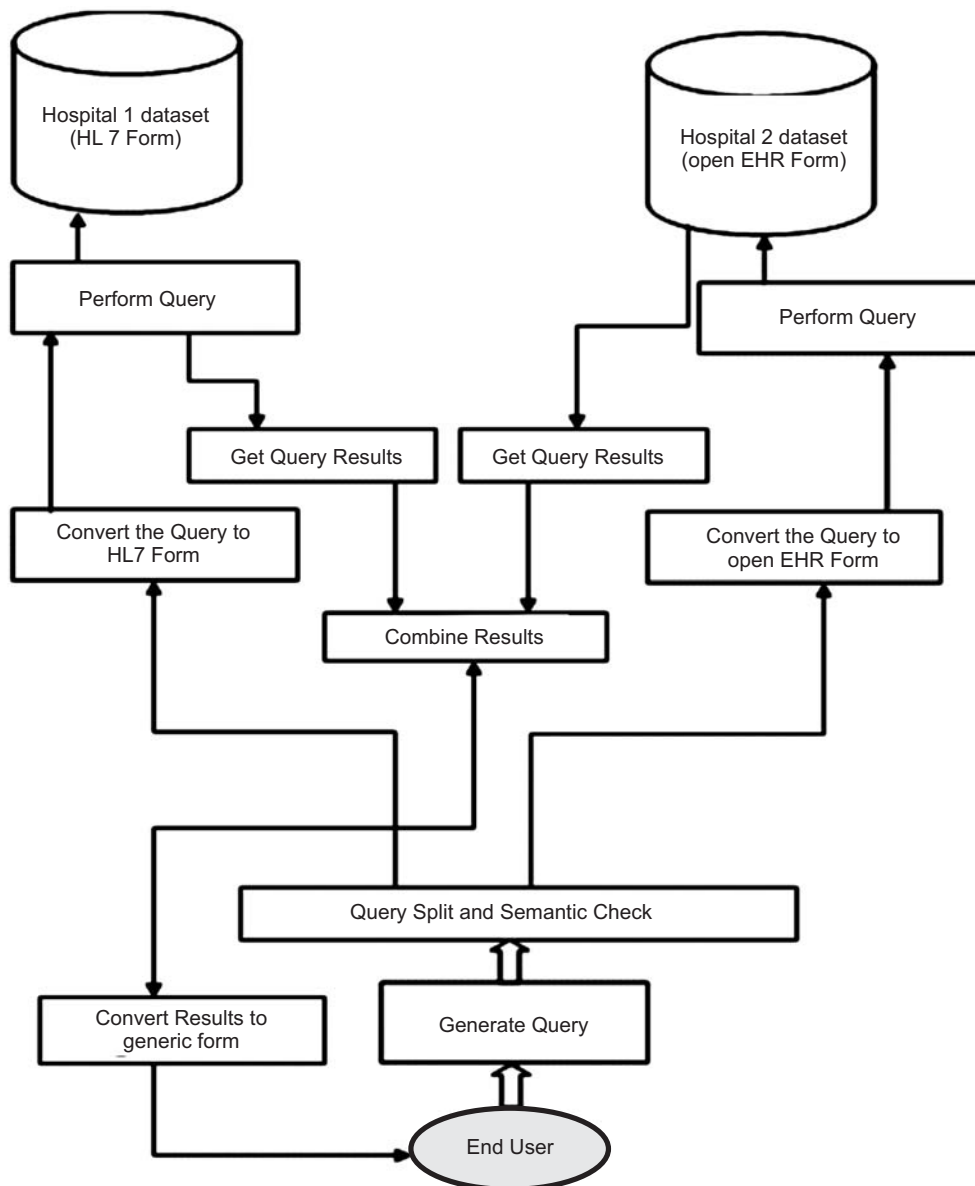 Hospital 1 dataset
(HL 7 Form)
Hospital 2 dataset
(open EHR Form)
Perform Query
Perform Query
Get Query Results
Get Query Results
Convert the Query to
HL7 Form
Convert the Query to
open EHR Form
Combine Results
Query Split and Semantic Check
Convert Results to
generic form
Generate Query
End User